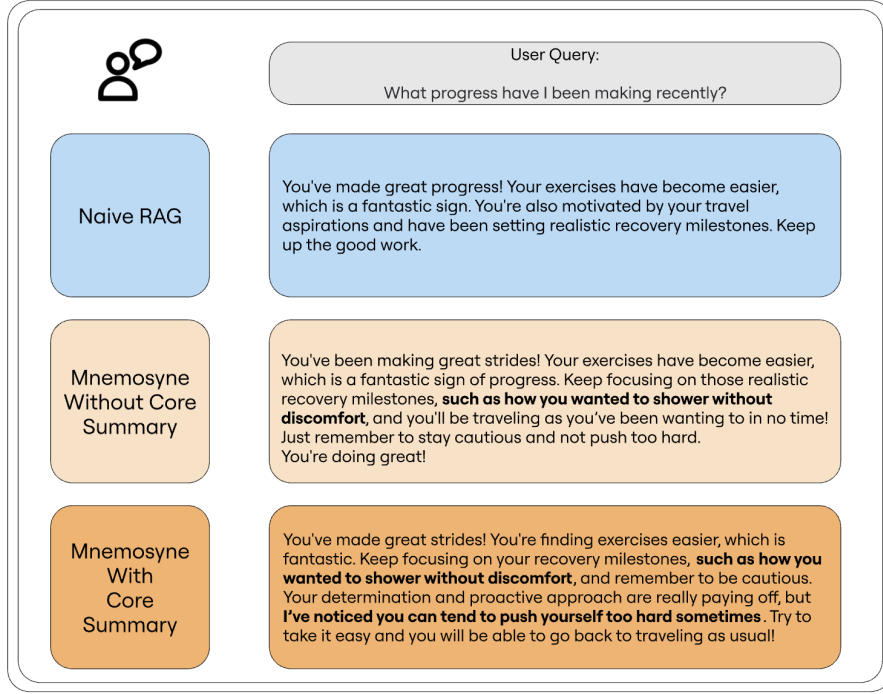 User Query:
What progress have I been making recently?
Naive RAG
You've made great progress! Your exercises have become easier,
which is a fantastic sign. You're also motivated by your travel
aspirations and have been setting realistic recovery milestones. Keep
up the good work.
Mnemosyne
Without Core
Summary
You've been making great strides! Your exercises have become easier,
which is a fantastic sign of progress. Keep focusing on those realistic
recovery milestones, such as how you wanted to shower without
discomfort, and you'll be traveling as you've been wanting to in no time!
Just remember to stay cautious and not push too hard.
You're doing great!
Mnemosyne
With
Core
Summary
You've made great strides! You're finding exercises easier, which is
fantastic. Keep focusing on your recovery milestones, such as how you
wanted to shower without discomfort, and remember to be cautious.
Your determination and proactive approach are really paying off, but
I've noticed you can tend to push yourself too hard sometimes. Try to
take it easy and you will be able to go back to traveling as usual!